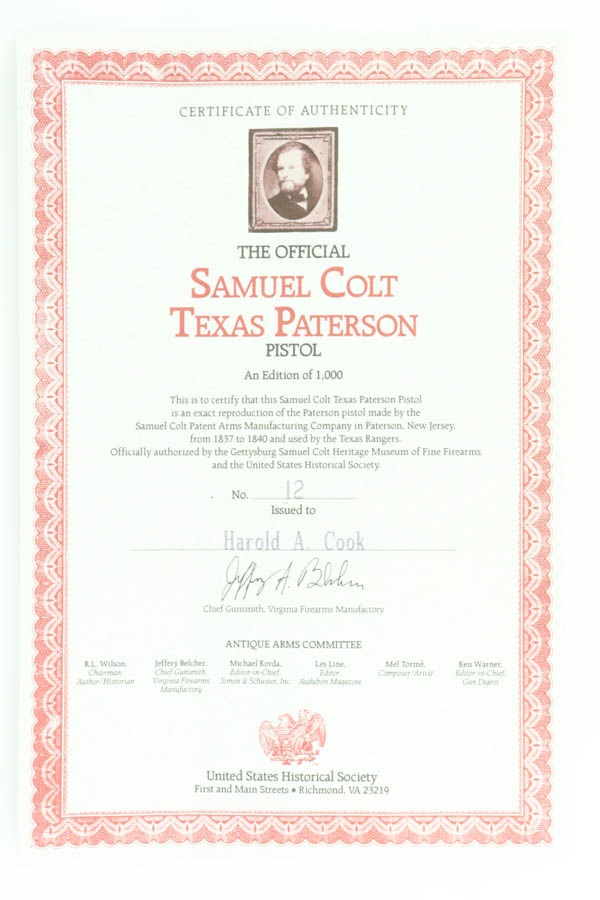 CERTIFICATE OF AUTHENTICITY
THE OFFICIAL
SAMUEL COLT
TEXAS PATERSON
PISTOL
An Edition of 1,000
This is to certify that this Samuel Colt Texas Paterson Pistol
is an exact reproduction of the Paterson pistol made by the
Samuel Colt Patent Arms Manufacturing Company in Paterson, New Jersey,
from 1837 to 1840 and used by the Texas Rangers.
Officially authorized by the Gettysburg Samuel Colt Heritage Museum of Fine Firearms
and the United States Historical Society.
No. 12
Issued to
Harold A. Cook
Chief Gunsmith, Virginia Firearms Manufactory
ANTIQUE ARMS COMMITTEE
R.L. Wilson,
Chairman,
Author/Historian
Jeffery Belcher,
Chief Gunsmith,
Virginia Firearms
Manufactory
Michael Korda,
Editor-in-Chief,
Simon & Schuster, Inc.
Les Line,
Editor,
Audubon Magazine
Mel Tormé,
Composer/Artist
Ken Warner,
Editor-in-Chief,
Gun Digest
United States Historical Society
First and Main Streets • Richmond, VA 23219